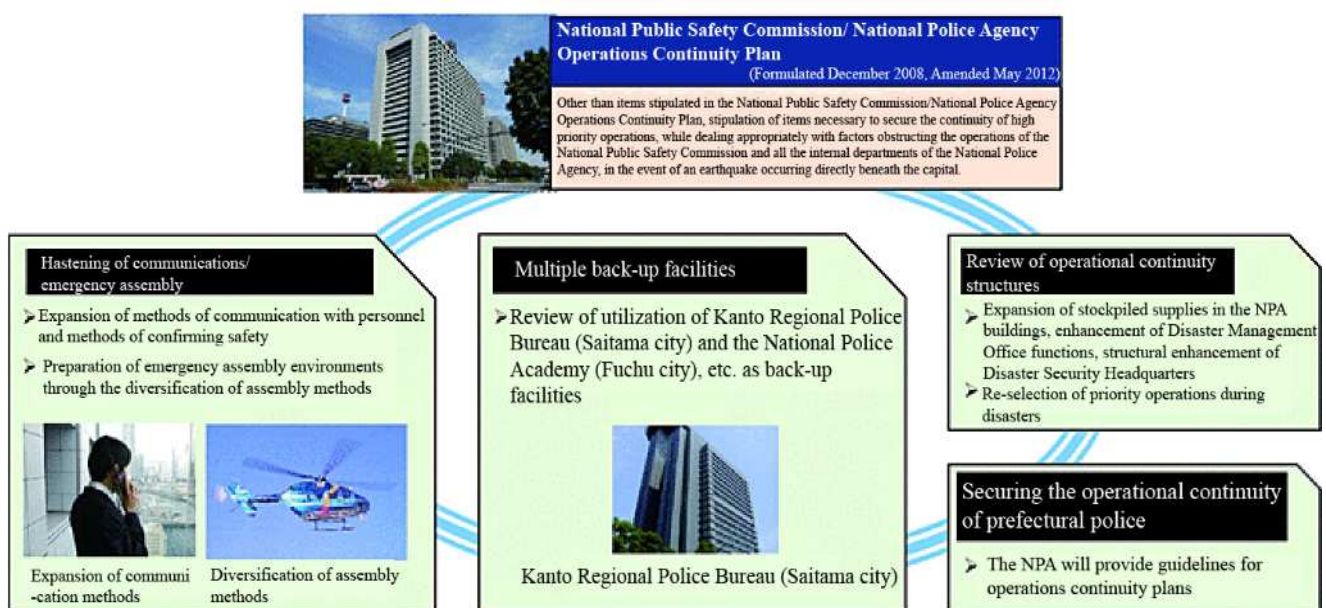 National Public Safety Commission/ National Police Agency
Operations Continuity Plan
(Formulated December 2008, Amended May 2012)
Other than items stipulated in the National Public Safety Commission/National Police Agency
Operations Continuity Plan, stipulation of items necessary to secure the continuity of high
priority operations, while dealing appropriately with factors obstructing the operations of the
National Public Safety Commission and all the internal departments of the National Police
Agency, in the event of an earthquake occurring directly beneath the capital.
Hastening of communications/
emergency assembly
➢ Expansion of methods of communication with personnel
and methods of confirming safety
➢ Preparation of emergency assembly environments
through the diversification of assembly methods
Expansion of communi
-cation methods
Diversification of assembly
methods
Multiple back-up facilities
➢ Review of utilization of Kanto Regional Police
Bureau (Saitama city) and the National Police
Academy (Fuchu city), etc. as back-up
facilities
Kanto Regional Police Bureau (Saitama city)
Review of operational continuity
structures
➢ Expansion of stockpiled supplies in the NPA
buildings, enhancement of Disaster Management
Office functions, structural enhancement of
Disaster Security Headquarters
➢ Re-selection of priority operations during
disasters
Securing the operational continuity
of prefectural police
➢ The NPA will provide guidelines for
operations continuity plans